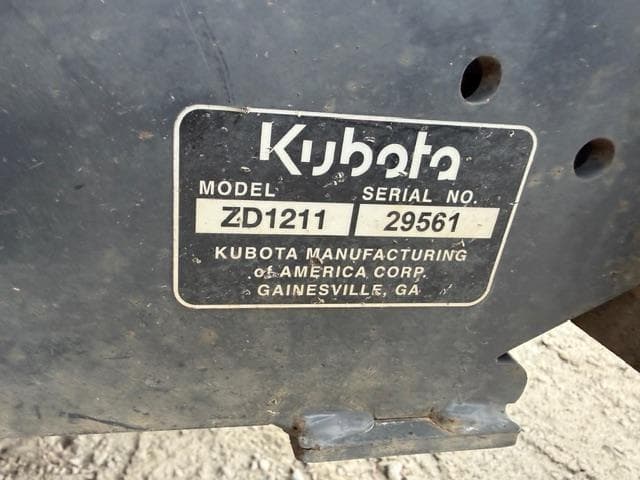 Kubota
MODEL SERIAL NO.
ZD1211 29561
KUBOTA MANUFACTURING
of AMERICA CORP.
GAINESVILLE, GA